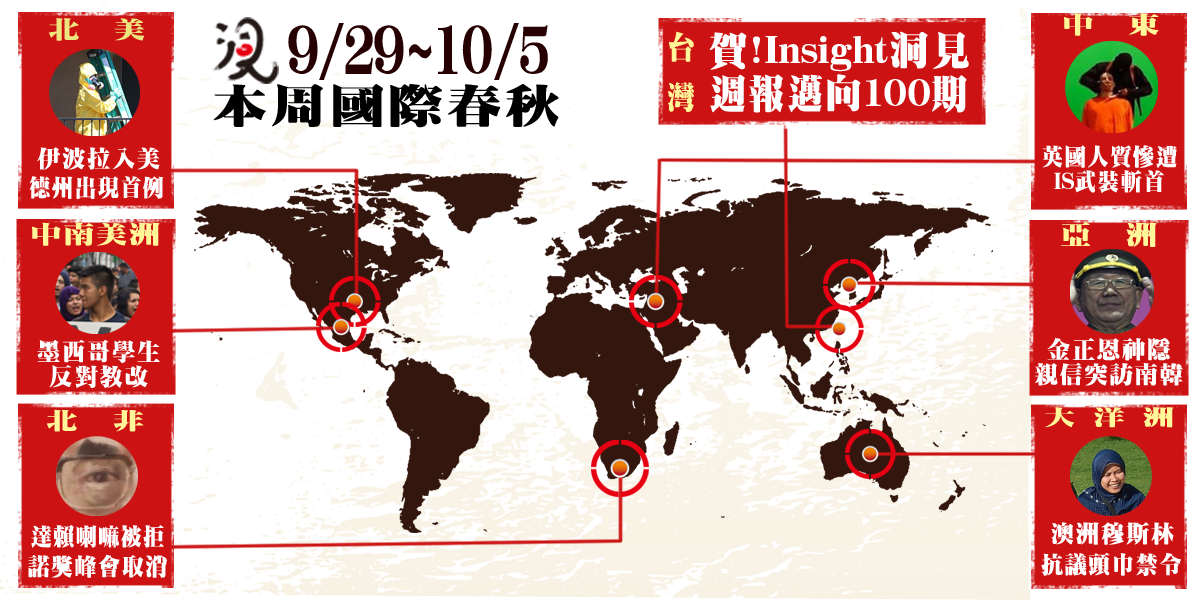 北 美
伊波拉入美
德州出現首例
中南美洲
墨西哥學生
反對教改
北 非
達賴喇嘛被拒
諾獎峰會取消
9/29~10/5
本周國際春秋
台灣
賀!Insight洞見
週報邁向100期
中 東
英國人質慘遭
IS武裝斬首
亞 洲
金正恩神隱
親信突訪南韓
大 洋 洲
澳洲穆斯林
抗議頭巾禁令